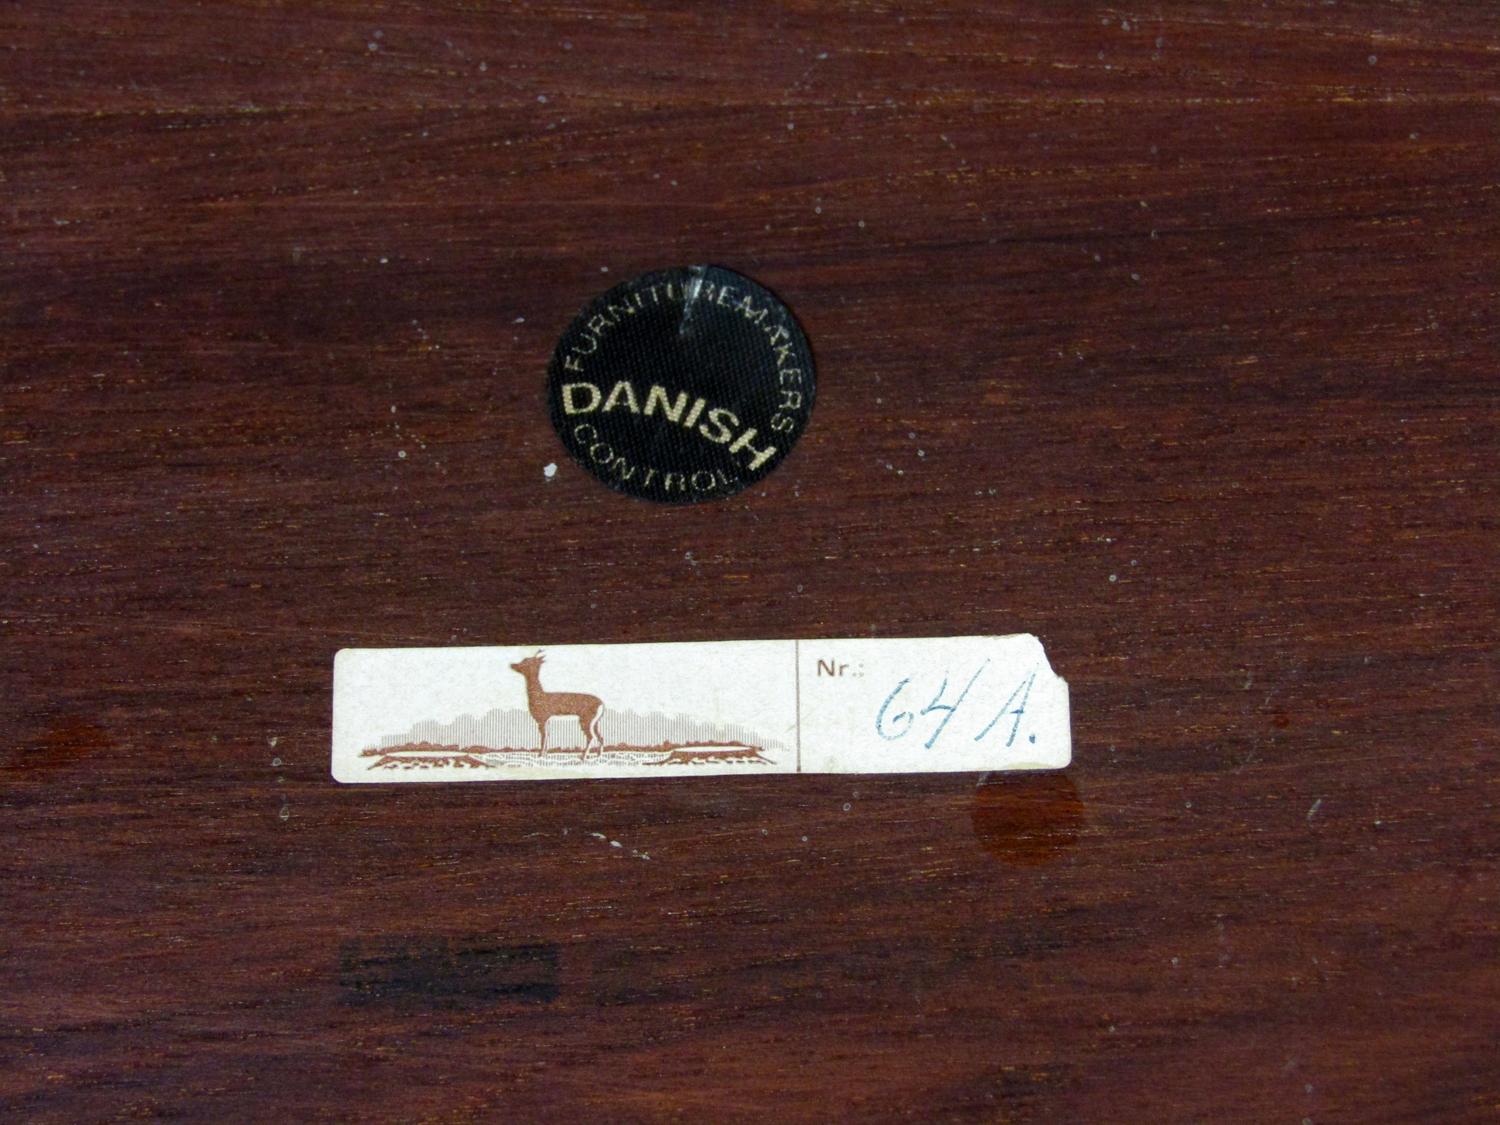 FURNITUREMAKERS
DANISH
CONTROL
Nr.: 64 A.